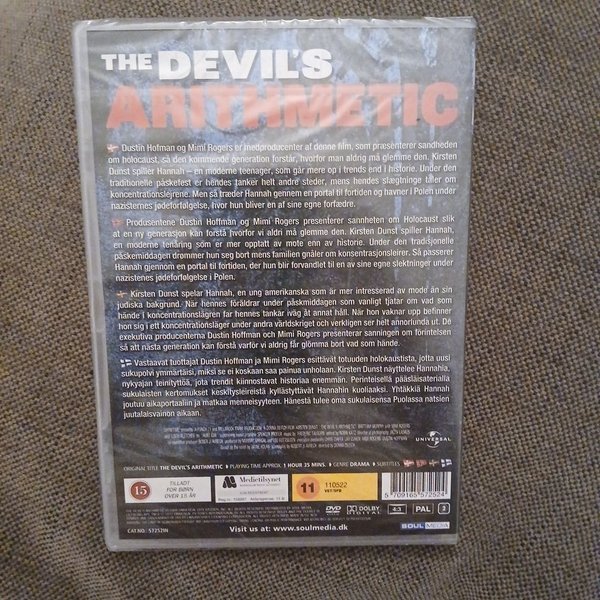 THE DEVIL'S
ARITHMETIC
Dustin Hofman og Mimi Rogers er medproducenter af denne film, som præsenterer sandheden
om holocaust, så den kommende generation forstår, hvorfor man aldrig må glemme den. Kirsten
Dunst spiller Hannah – en moderne teenager, som går mere op i trends end i historie. Under den
traditionelle påskefest er hendes tanker helt andre steder, mens hendes slægtninge taler om
koncentrationslejrene. Men så træder Hannah gennem en portal til fortiden og havner i Polen under
nazisternes jødeforfølgelse, hvor hun bliver en af sine egne forfædre.
Produsentene Dustin Hoffman og Mimi Rogers presenterer sannheten om Holocaust slik
at en ny generasjon kan forstå hvorfor vi aldri må glemme den. Kirsten Dunst spiller Hannah,
en moderne tenåring som er mer opptatt av mote enn av historie. Under den tradisjonelle
påskemiddagen drømmer hun seg bort mens familien gnåler om konsentrasjonsleirer. Så passerer
Hannah gjennom en portal til fortiden, der hun blir forvandlet til en av sine egne slektninger under
nazistenes jødeforfølgelse i Polen.
Kirsten Dunst spelar Hannah, en ung amerikanska som är mer intresserad av mode än sin
judiska bakgrund. När hennes föräldrar under påskmiddagen som vanligt tjatar om vad som
hände i koncentrationslägren far hennes tankar iväg åt annat håll. När hon vaknar upp befinner
hon sig i ett koncentrationsläger under andra världskriget och verkligen ser helt annorlunda ut. De
exekutiva producenterna Dustin Hoffman och Mimi Rogers presenterar sanningen om förintelsen
så att nästa generation kan förstå varför vi aldrig får glömma bort vad som hände.
Vastaavat tuottajat Dustin Hoffman ja Mimi Rogers esittävät totuuden holokaustista, jotta uusi
sukupolvi ymmärtäisi, miksi se ei koskaan saa painua unholaan. Kirsten Dunst näyttelee Hannahia,
nykyajan teinityttöä, jota trendit kiinnostavat historiaa enemmän. Perinteisellä pääsiäisaterialla
sukulaisten kertomukset keskitysleireistä kyllästyttävät Hannahin kuoliaaksi. Yhtäkkiä Hannah
joutuu aikaportaaliin ja matkaa menneisyyteen. Hänestä tulee oma sukulaisensa Puolassa natsien
juutalaisvainon aikaan.
UNIVERSAL
ORIGINAL TITLE THE DEVIL'S ARITHMETIC PLAYING TIME APPROX. 1 HOUR 35 MINS. GENRE DRAMA SUBTITLES
15
TILLADT
FOR BØRN
OVER 15 ÅR
Medietilsynet
11
110522
VET/SFB
5 709165 572524
DVD VIDEO
DOLBY
DIGITAL
4:3
PAL
2
CAT NO.: 57252IN
Visit us at: www.soulmedia.dk
SOUL MEDIA